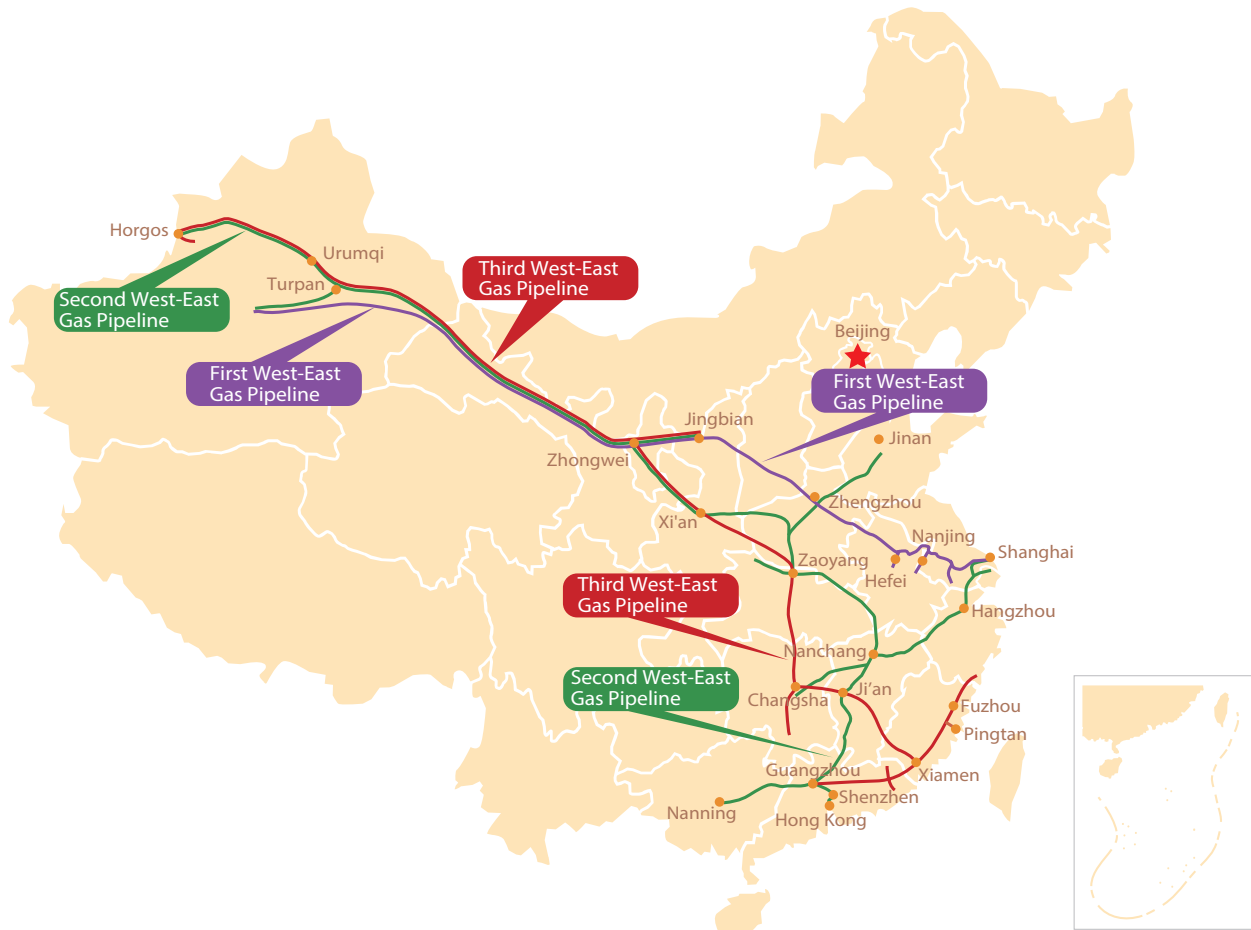 Horgos
Urumqi
Turpan
Second West-East
Gas Pipeline
Third West-East
Gas Pipeline
First West-East
Gas Pipeline
Beijing
First West-East
Gas Pipeline
Jingbian
Jinan
Zhongwei
Zhengzhou
Xi'an
Nanjing
Shanghai
Zaoyang
Hefei
Third West-East
Gas Pipeline
Hangzhou
Nanchang
Second West-East
Gas Pipeline
Changsha
Ji'an
Fuzhou
Pingtan
Guangzhou
Xiamen
Shenzhen
Nanning
Hong Kong